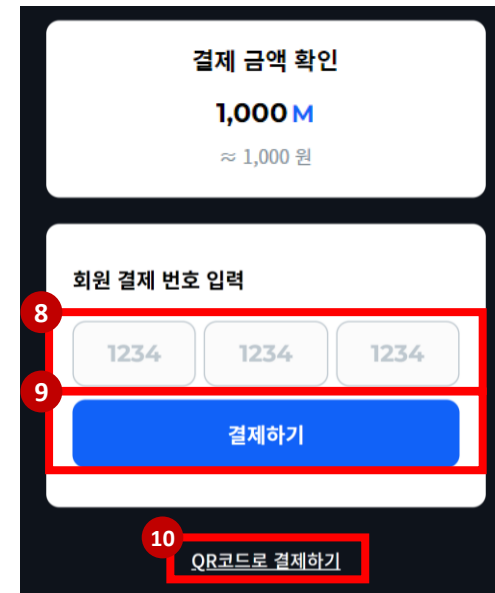 결제 금액 확인
1,000 M
≈ 1,000 원
회원 결제 번호 입력
8
1234 1234 1234
9
결제하기
10
QR코드로 결제하기